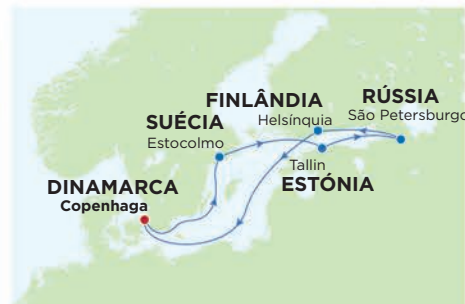 FINLÂNDIA
Helsínquia
RÚSSIA
São Petersburgo
SUÉCIA
Estocolmo
Tallin
ESTÓNIA
DINAMARCA
Copenhaga